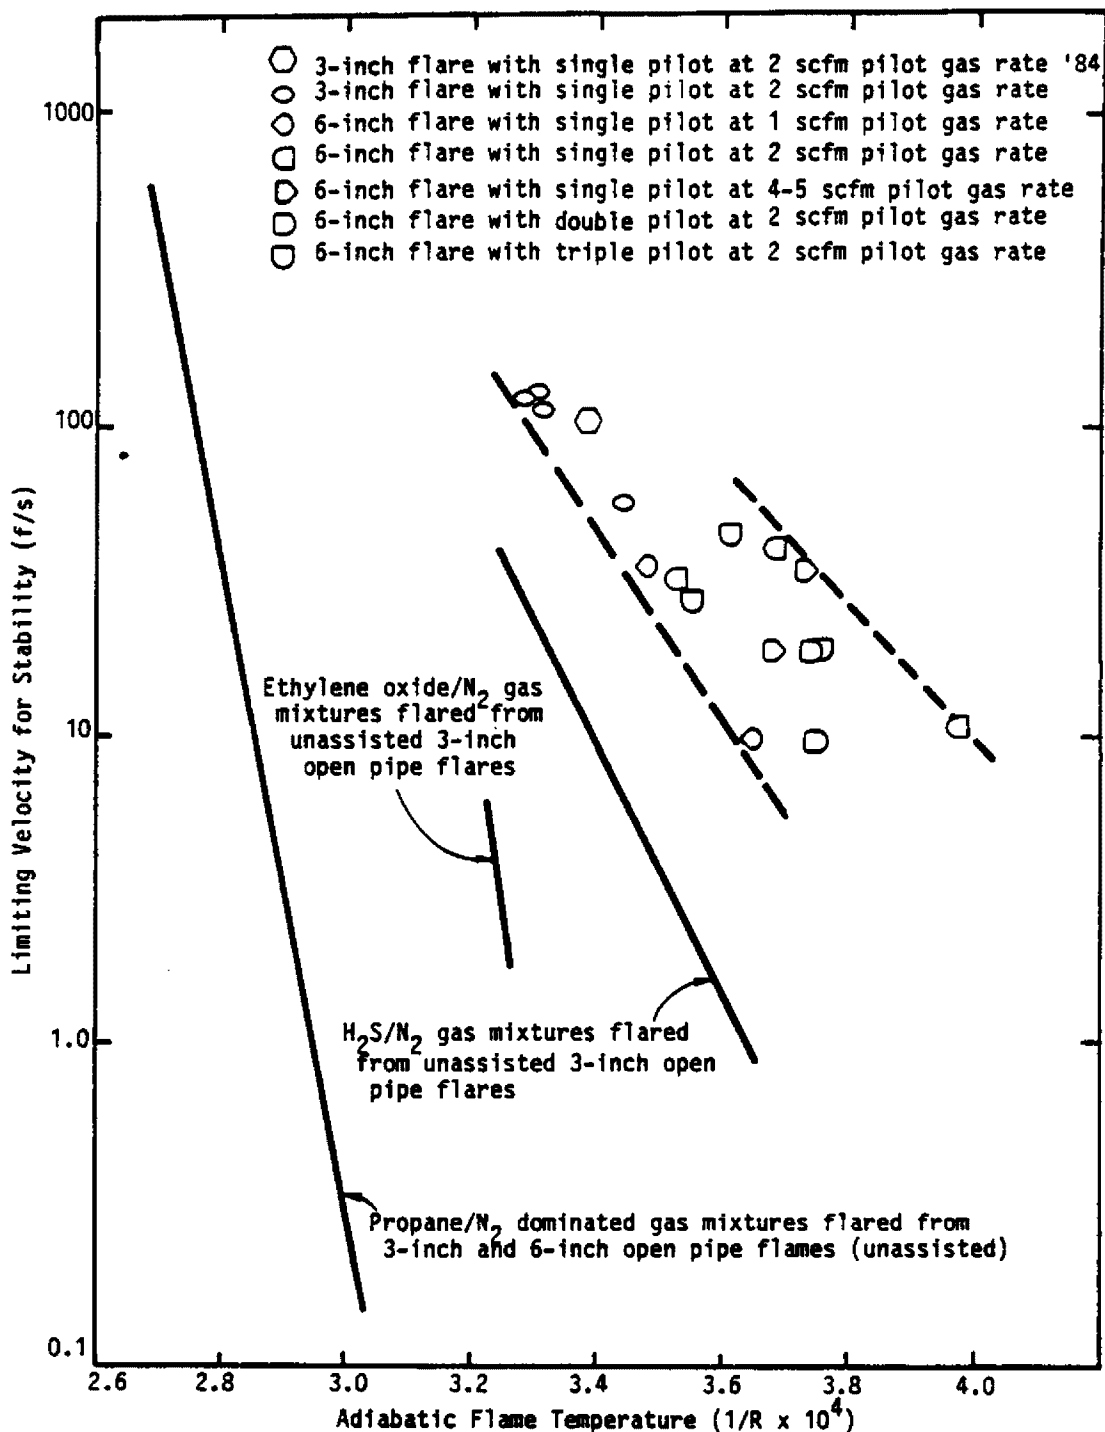 3-inch flare with single pilot at 2 scfm pilot gas rate '84
3-inch flare with single pilot at 2 scfm pilot gas rate
6-inch flare with single pilot at 1 scfm pilot gas rate
6-inch flare with single pilot at 2 scfm pilot gas rate
6-inch flare with single pilot at 4-5 scfm pilot gas rate
6-inch flare with double pilot at 2 scfm pilot gas rate
6-inch flare with triple pilot at 2 scfm pilot gas rate
1000
100
10
1.0
0.1
Limiting Velocity for Stability (f/s)
Ethylene oxide/N2 gas
mixtures flared from
unassisted 3-inch
open pipe flares
H2S/N2 gas mixtures flared
from unassisted 3-inch open
pipe flares
Propane/N2 dominated gas mixtures flared from
3-inch and 6-inch open pipe flames (unassisted)
2.6 2.8 3.0 3.2 3.4 3.6 3.8 4.0
Adiabatic Flame Temperature (1/R x 10^4)